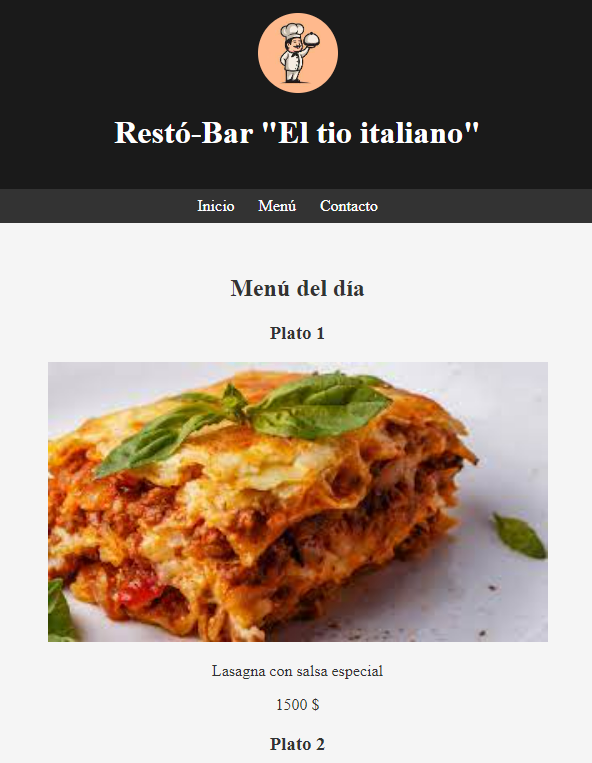 Restó-Bar "El tio italiano"
Inicio Menú Contacto
Menú del día
Plato 1
Lasagna con salsa especial
1500 $
Plato 2